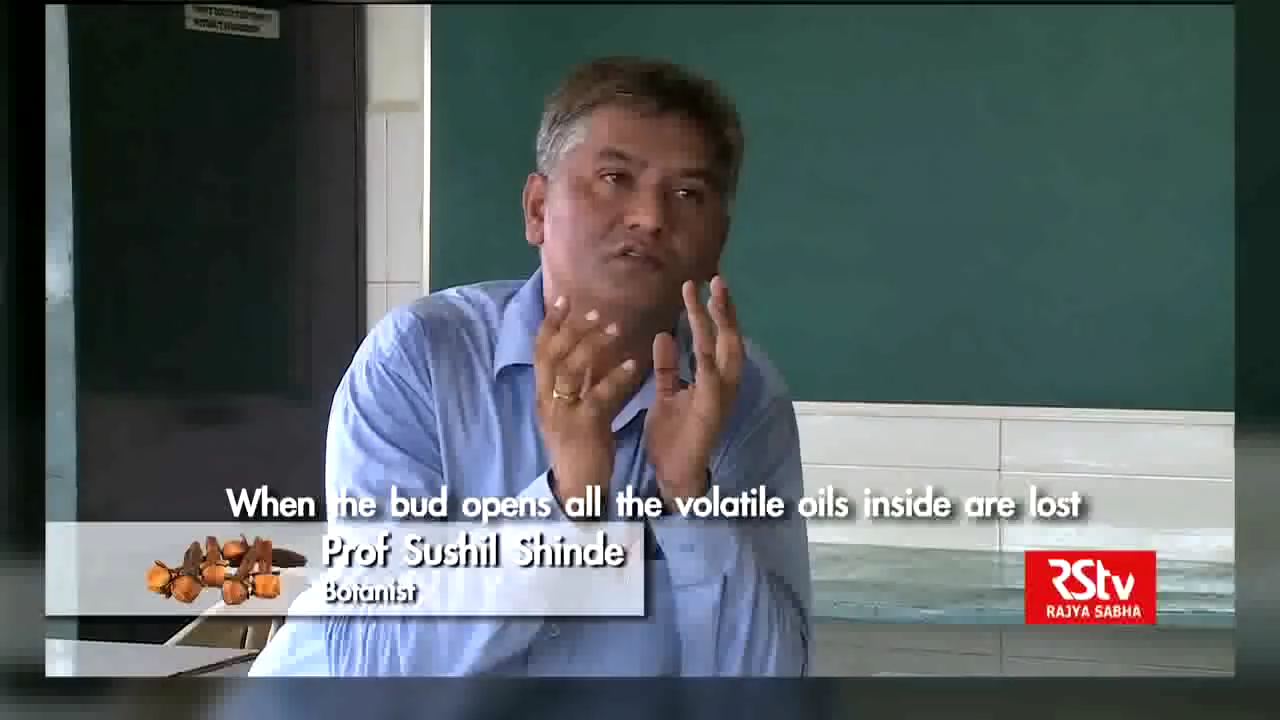 When the bud opens all the volatile oils inside are lost
Prof Sushil Shinde
Botanist
RStv
RAJYA SABHA